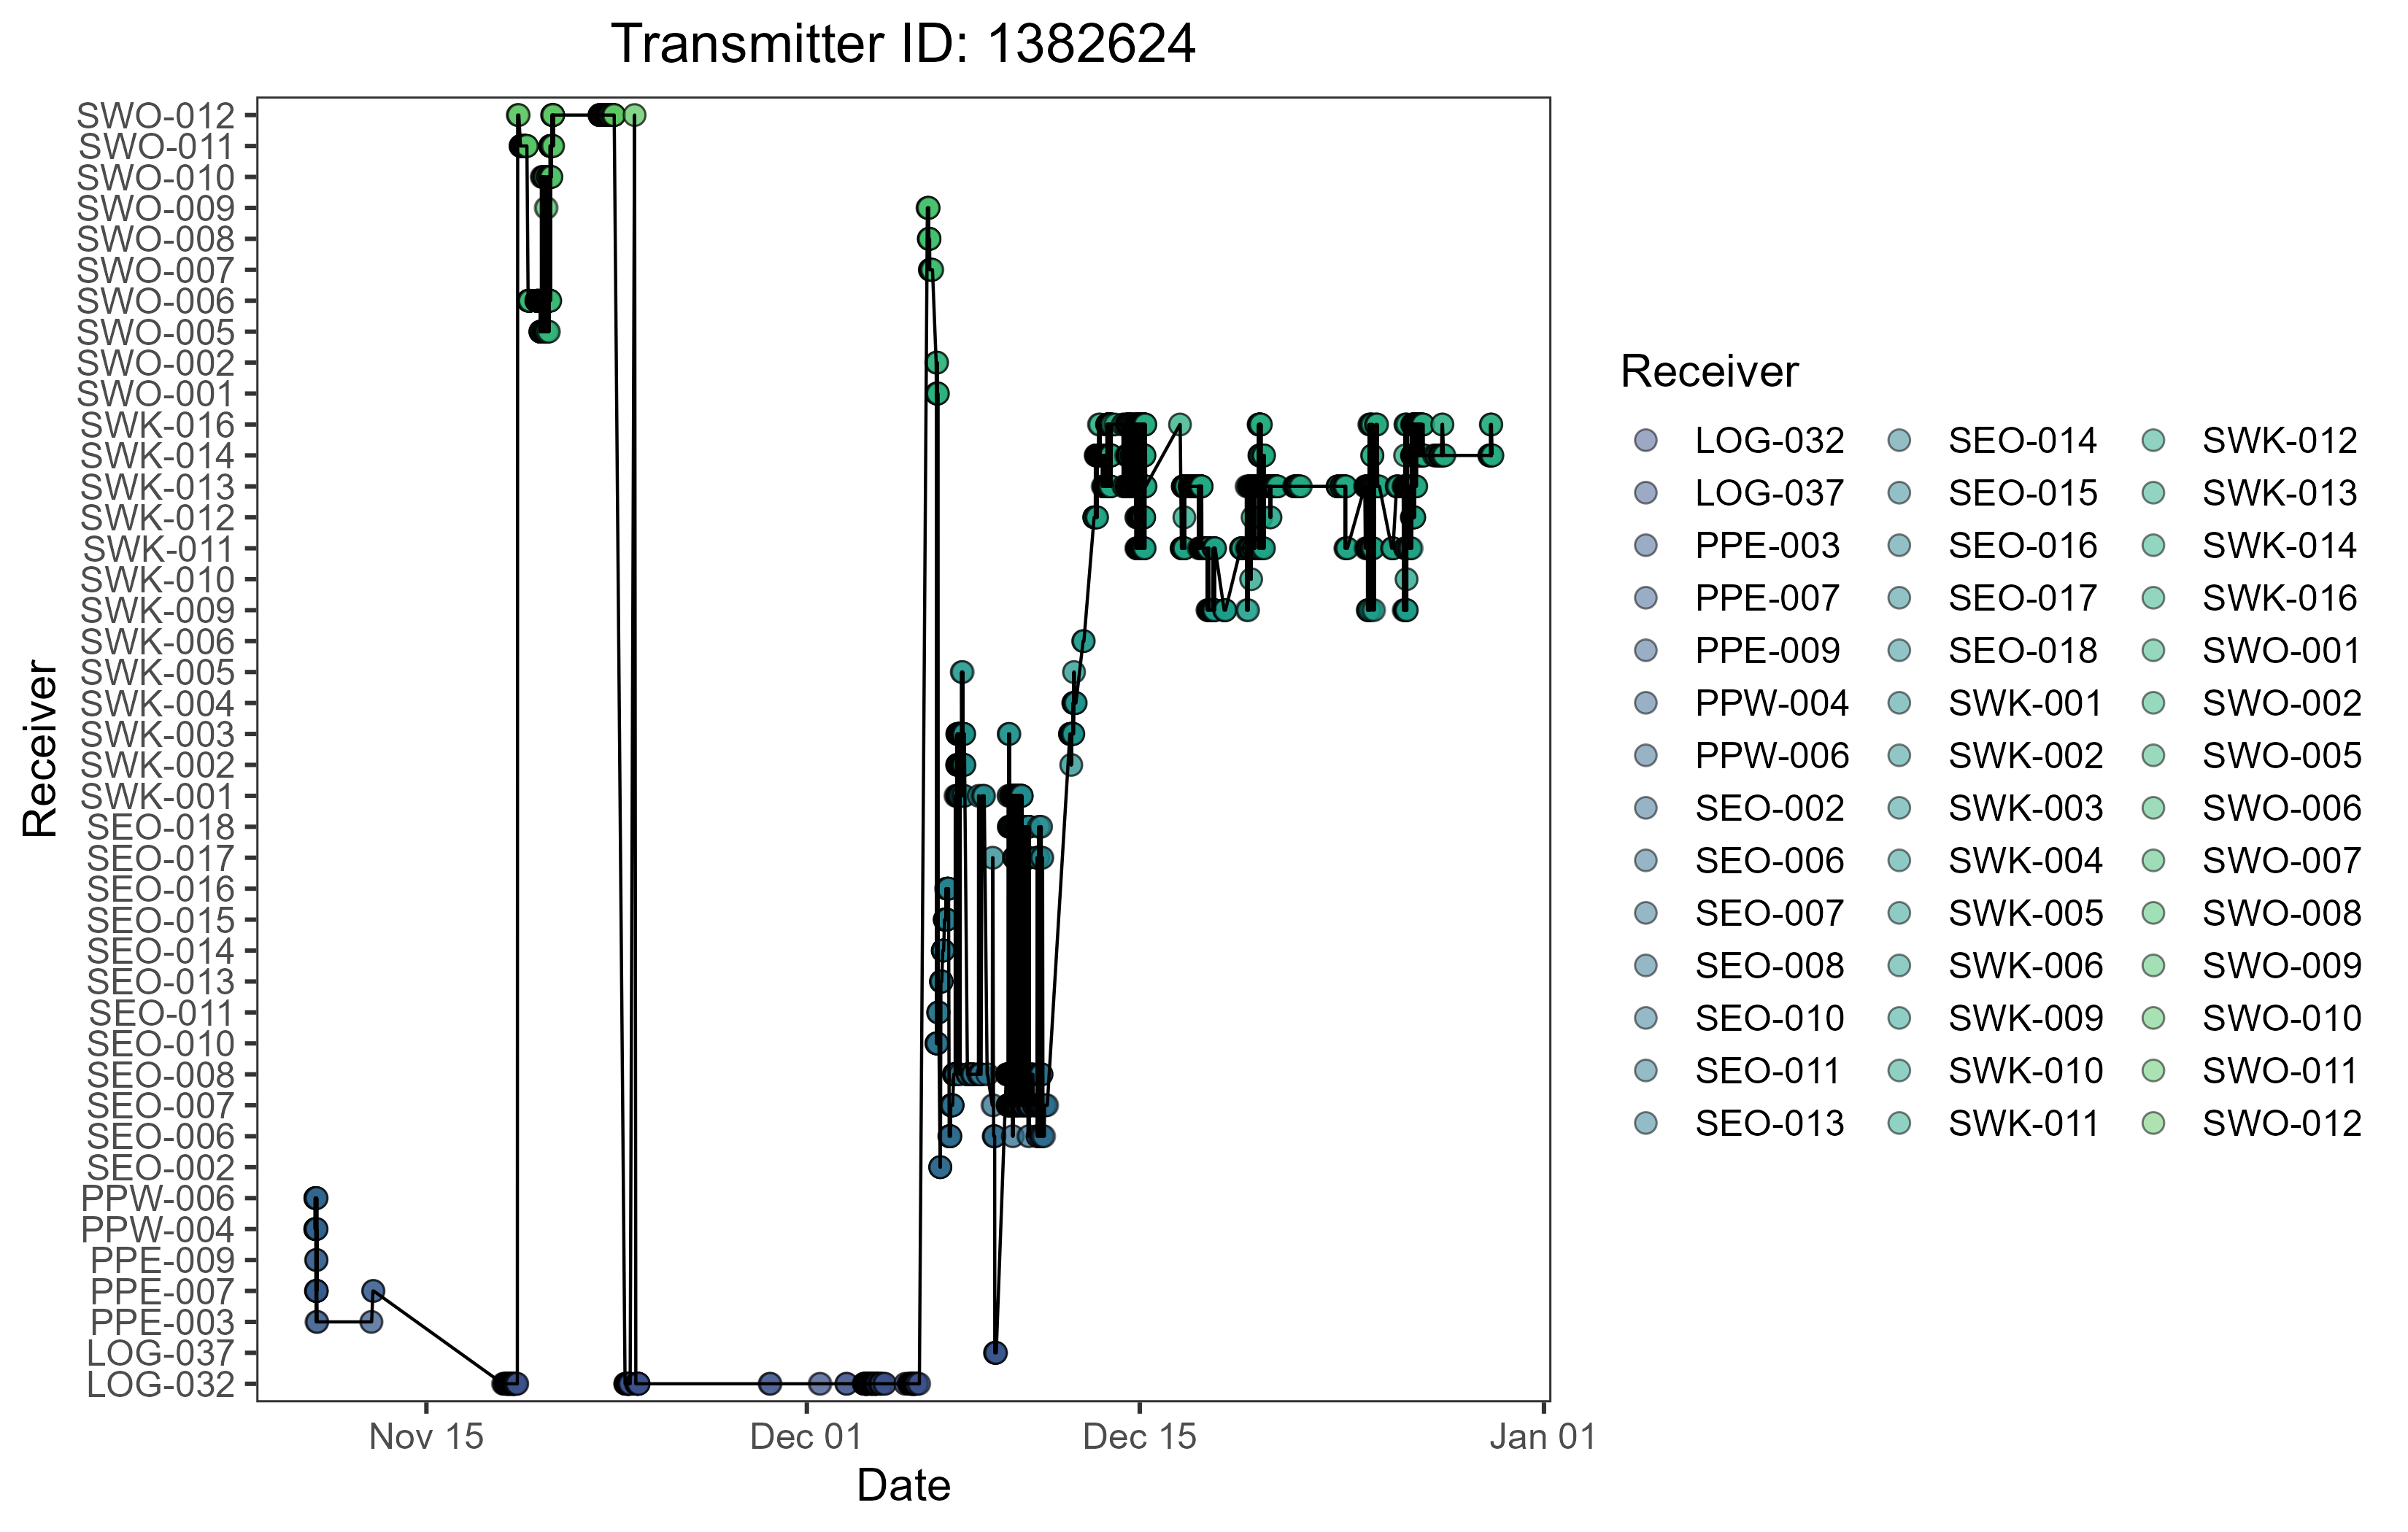 Transmitter ID: 1382624
Receiver
SWO-012
SWO-011
SWO-010
SWO-009
SWO-008
SWO-007
SWO-006
SWO-005
SWO-002
SWO-001
SWK-016
SWK-014
SWK-013
SWK-012
SWK-011
SWK-010
SWK-009
SWK-006
SWK-005
SWK-004
SWK-003
SWK-002
SWK-001
SEO-018
SEO-017
SEO-016
SEO-015
SEO-014
SEO-013
SEO-011
SEO-010
SEO-008
SEO-007
SEO-006
SEO-002
PPW-006
PPW-004
PPE-009
PPE-007
PPE-003
LOG-037
LOG-032
Nov 15
Dec 01
Dec 15
Jan 01
Date
Receiver
LOG-032
LOG-037
PPE-003
PPE-007
PPE-009
PPW-004
PPW-006
SEO-002
SEO-006
SEO-007
SEO-008
SEO-010
SEO-011
SEO-013
SEO-014
SEO-015
SEO-016
SEO-017
SEO-018
SWK-001
SWK-002
SWK-003
SWK-004
SWK-005
SWK-006
SWK-009
SWK-010
SWK-011
SWK-012
SWK-013
SWK-014
SWK-016
SWO-001
SWO-002
SWO-005
SWO-006
SWO-007
SWO-008
SWO-009
SWO-010
SWO-011
SWO-012